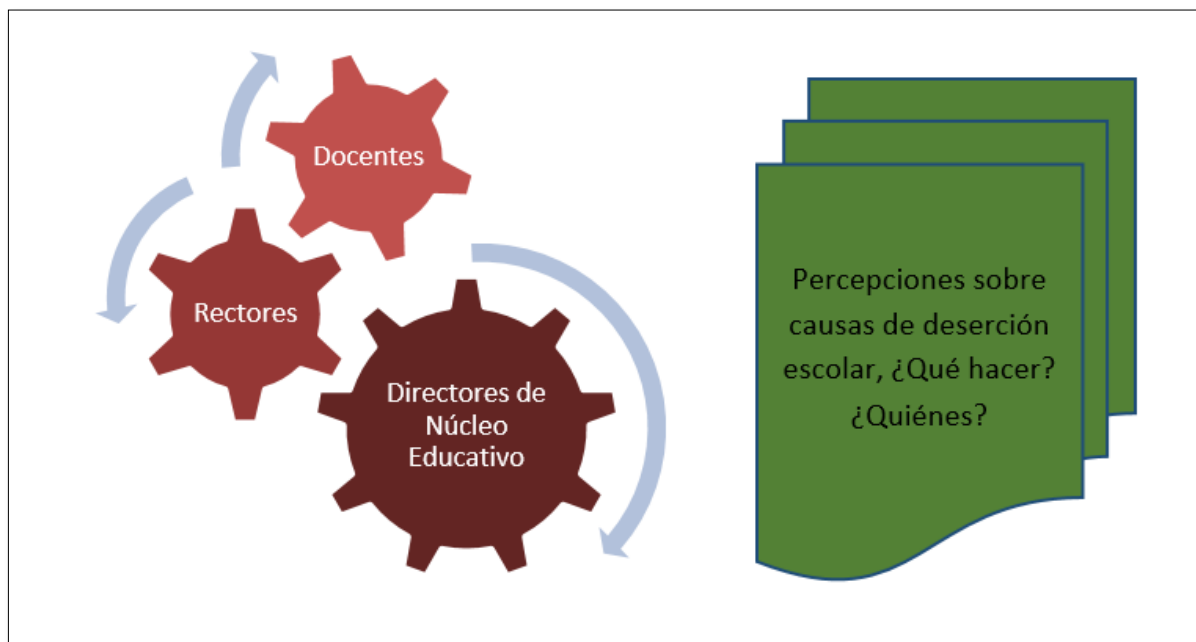 Docentes
Rectores
Directores de
Núcleo
Educativo
Percepciones sobre
causas de deserción
escolar, ¿Qué hacer?
¿Quiénes?